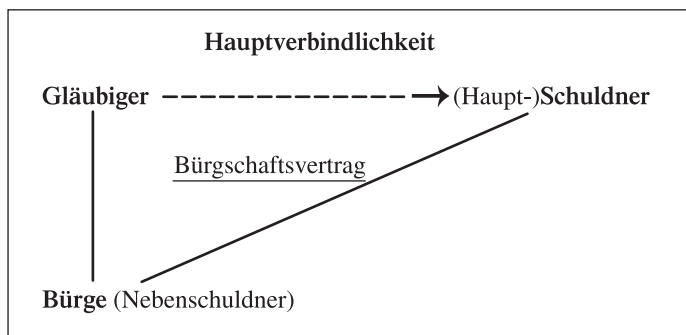 Hauptverbindlichkeit
Gläubiger (Haupt-)Schuldner
Bürgschaftsvertrag
Bürge (Nebenschuldner)